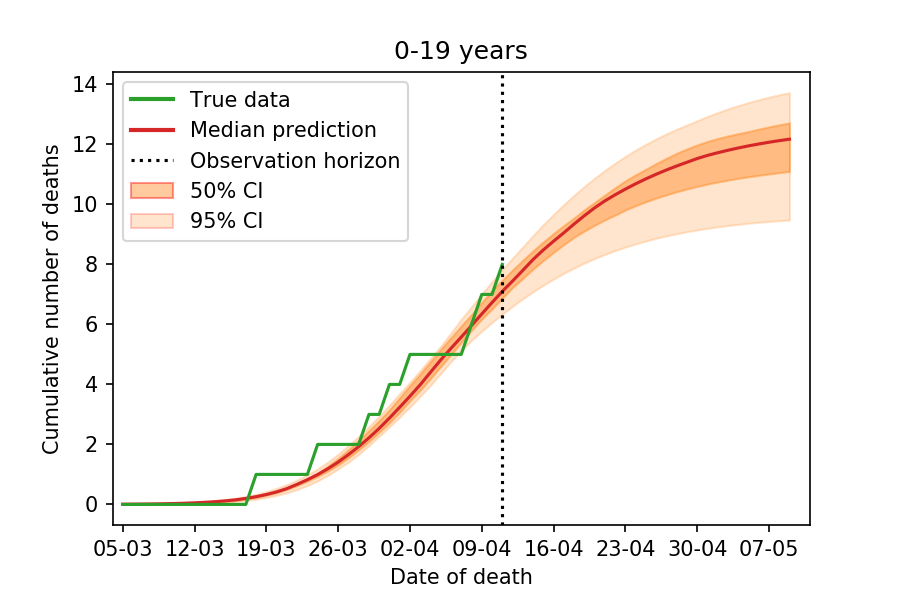 0-19 years
True data
Median prediction
Observation horizon
50% CI
95% CI
Cumulative number of deaths
14
12
10
8
6
4
2
0
05-03 12-03 19-03 26-03 02-04 09-04 16-04 23-04 30-04 07-05
Date of death